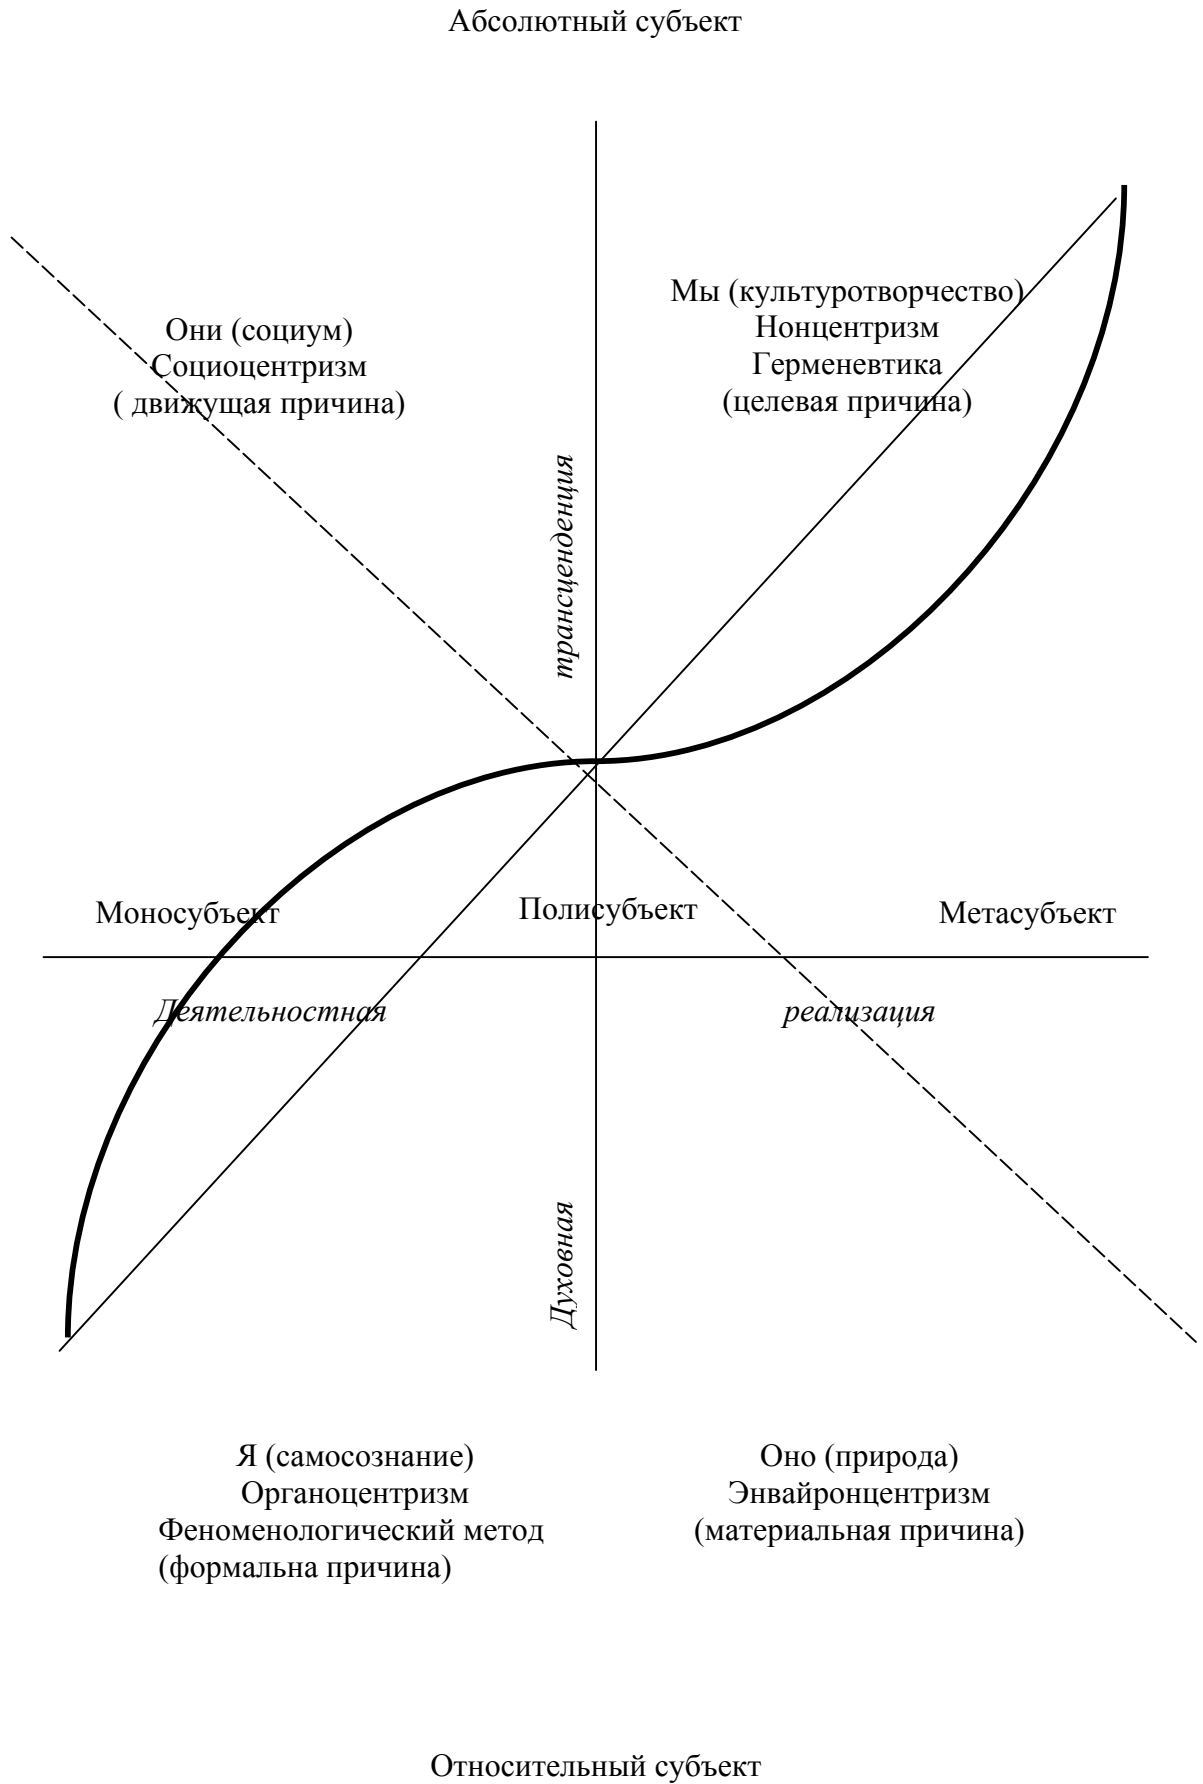 Абсолютный субъект
Мы (культуротворчество)
Они (социум)
Нонцентризм
Социоцентризм
Герменевтика
( движущая причина)
(целевая причина)
трансценденция
Моносубъект
Полисубъект
Метасубъект
Деятельностная
реализация
Духовная
Я (самосознание)
Органоцентризм
Феноменологический метод
(формальна причина)
Оно (природа)
Энвайронцентризм
(материальная причина)
Относительный субъект